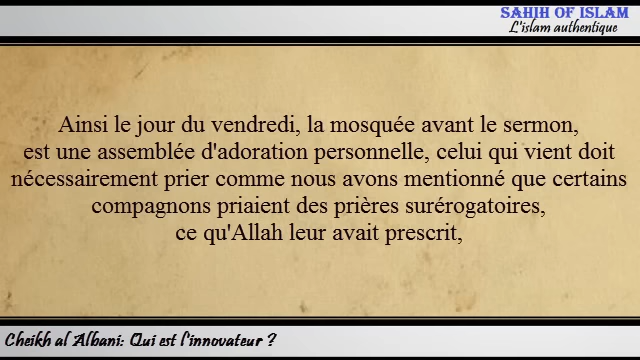 SAHIH OF ISLAM
L'islam authentique
Ainsi le jour du vendredi, la mosquée avant le sermon,
est une assemblée d'adoration personnelle, celui qui vient doit
nécessairement prier comme nous avons mentionné que certains
compagnons priaient des prières surérogatoires,
ce qu'Allah leur avait prescrit,
Cheikh al Albani: Qui est l'innovateur ?